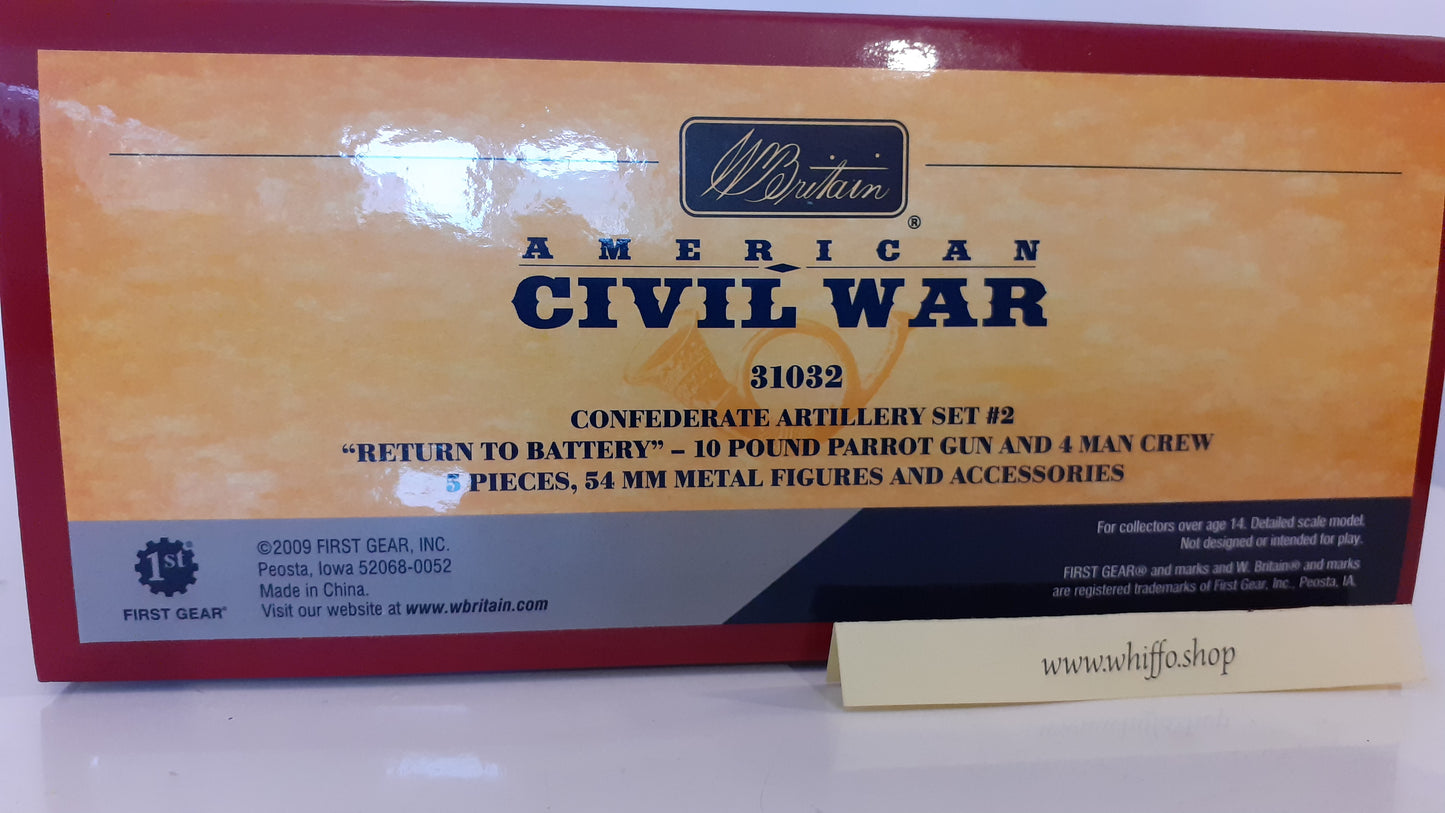 W Britain
®
AMERICAN
CIVIL WAR
31032
CONFEDERATE ARTILLERY SET #2
“RETURN TO BATTERY” – 10 POUND PARROT GUN AND 4 MAN CREW
5 PIECES, 54 MM METAL FIGURES AND ACCESSORIES
1st
FIRST GEAR®
©2009 FIRST GEAR, INC.
Peosta, Iowa 52068-0052
Made in China.
Visit our website at www.wbritain.com
For collectors over age 14. Detailed scale model.
Not designed or intended for play.
FIRST GEAR® and marks and W. Britain® and marks
are registered trademarks of First Gear, Inc., Peosta, IA.
www.whiffo.shop